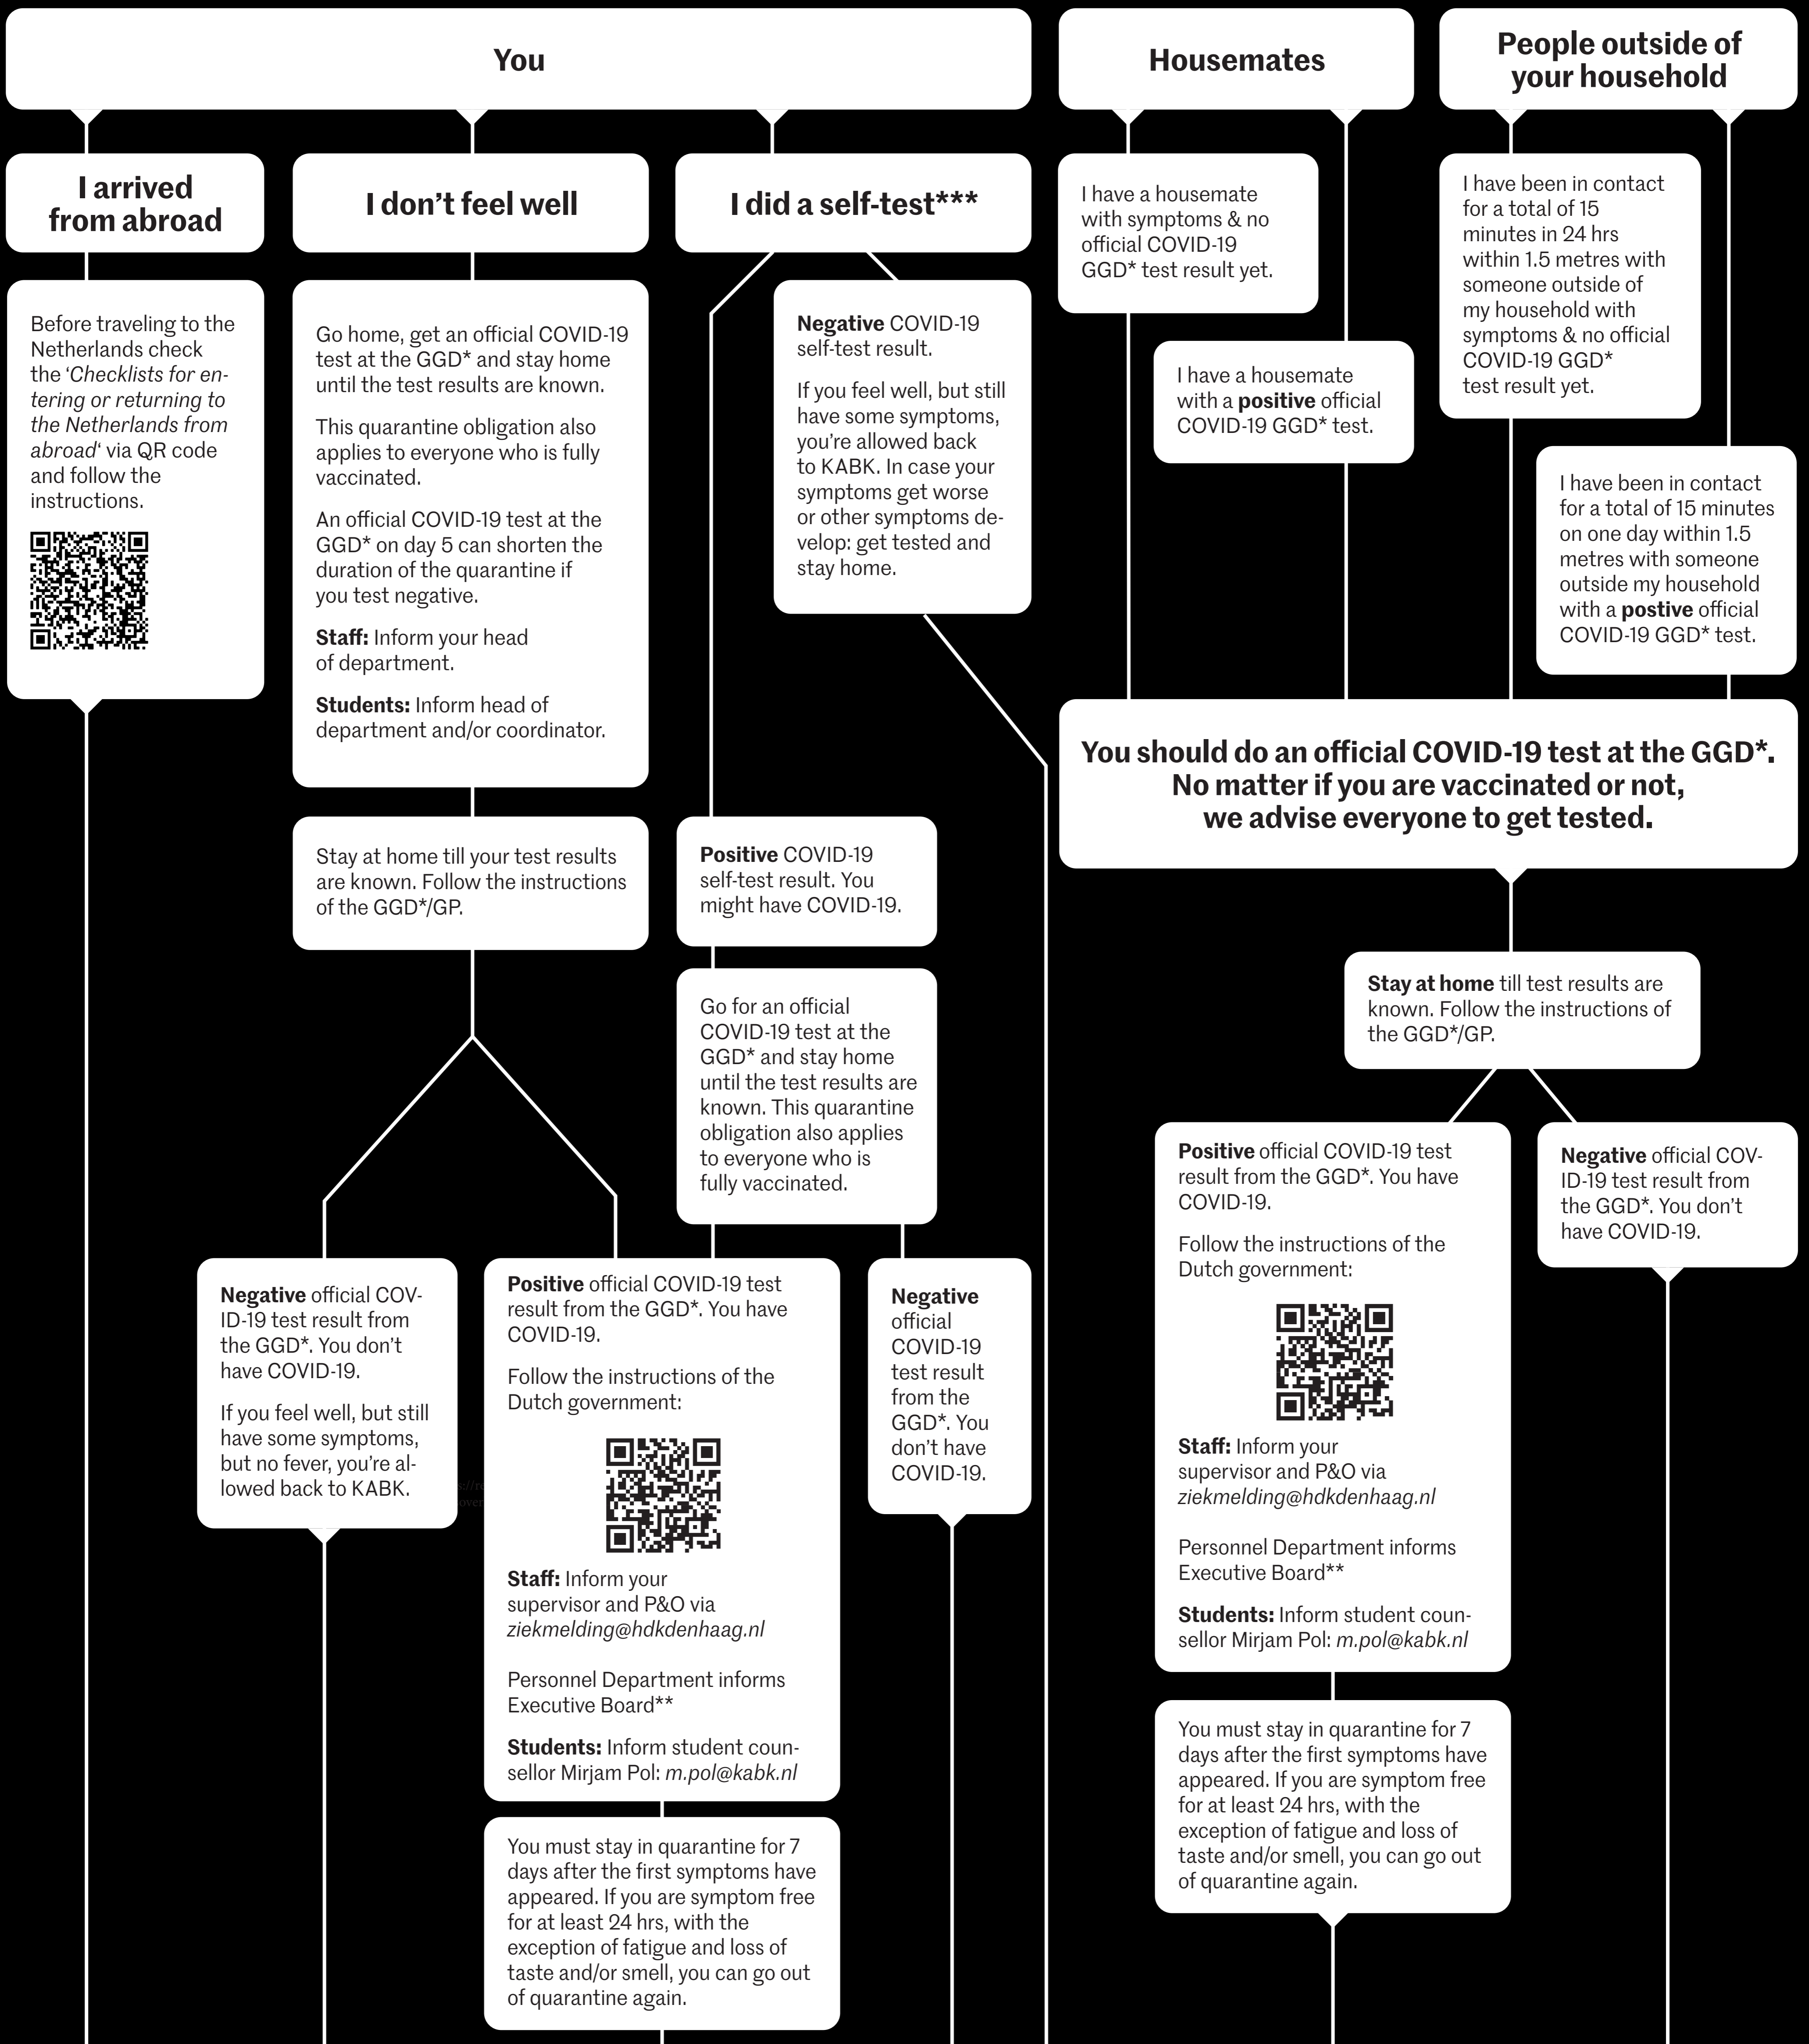 You
Housemates
People outside of
your household
I arrived
from abroad
Before traveling to the
Netherlands check
the ‘Checklists for en-
tering or returning to
the Netherlands from
abroad‘ via QR code
and follow the
instructions.
I don’t feel well
Go home, get an official COVID-19
test at the GGD* and stay home
until the test results are known.
This quarantine obligation also
applies to everyone who is fully
vaccinated.
An official COVID-19 test at the
GGD* on day 5 can shorten the
duration of the quarantine if
you test negative.
Staff: Inform your head
of department.
Students: Inform head of
department and/or coordinator.
Stay at home till your test results
are known. Follow the instructions
of the GGD*/GP.
Negative official COV-
ID-19 test result from
the GGD*. You don’t
have COVID-19.
If you feel well, but still
have some symptoms,
but no fever, you’re al-
lowed back to KABK.
I did a self-test***
Negative COVID-19
self-test result.
If you feel well, but still
have some symptoms,
you’re allowed back
to KABK. In case your
symptoms get worse
or other symptoms de-
velop: get tested and
stay home.
Positive COVID-19
self-test result. You
might have COVID-19.
Go for an official
COVID-19 test at the
GGD* and stay home
until the test results are
known. This quarantine
obligation also applies
to everyone who is
fully vaccinated.
Positive official COVID-19 test
result from the GGD*. You have
COVID-19.
Follow the instructions of the
Dutch government:
Staff: Inform your
supervisor and P&O via
ziekmelding@hdkdenhaag.nl
Personnel Department informs
Executive Board**
Students: Inform student coun-
sellor Mirjam Pol: m.pol@kabk.nl
You must stay in quarantine for 7
days after the first symptoms have
appeared. If you are symptom free
for at least 24 hrs, with the
exception of fatigue and loss of
taste and/or smell, you can go out
of quarantine again.
Negative
official
COVID-19
test result
from the
GGD*. You
don’t have
COVID-19.
I have a housemate
with symptoms & no
official COVID-19
GGD* test result yet.
I have a housemate
with a positive official
COVID-19 GGD* test.
I have been in contact
for a total of 15
minutes in 24 hrs
within 1.5 metres with
someone outside of
my household with
symptoms & no official
COVID-19 GGD*
test result yet.
I have been in contact
for a total of 15 minutes
on one day within 1.5
metres with someone
outside my household
with a postive official
COVID-19 GGD* test.
You should do an official COVID-19 test at the GGD*.
No matter if you are vaccinated or not,
we advise everyone to get tested.
Stay at home till test results are
known. Follow the instructions of
the GGD*/GP.
Positive official COVID-19 test
result from the GGD*. You have
COVID-19.
Follow the instructions of the
Dutch government:
Staff: Inform your
supervisor and P&O via
ziekmelding@hdkdenhaag.nl
Personnel Department informs
Executive Board**
Students: Inform student coun-
sellor Mirjam Pol: m.pol@kabk.nl
You must stay in quarantine for 7
days after the first symptoms have
appeared. If you are symptom free
for at least 24 hrs, with the
exception of fatigue and loss of
taste and/or smell, you can go out
of quarantine again.
Negative official COV-
ID-19 test result from
the GGD*. You don’t
have COVID-19.